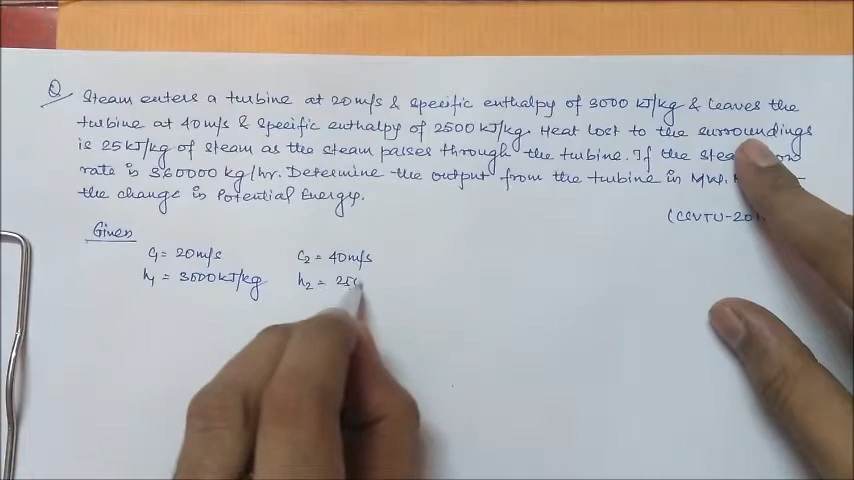 Q Steam enters a turbine at 20m/s & specific enthalpy of 3000 kJ/kg & leaves the
turbine at 40m/s & specific enthalpy of 2500 kJ/kg. Heat lost to the surroundings
is 25 kJ/kg of steam as the steam passes through the turbine. If the
rate is 360000 kg/hr. Determine the output from the turbine in MW.
the change in Potential Energy.
(CSVTU-20
Given
C1 = 20m/s C2 = 40m/s
h1 = 3000kJ/kg h2 = 25